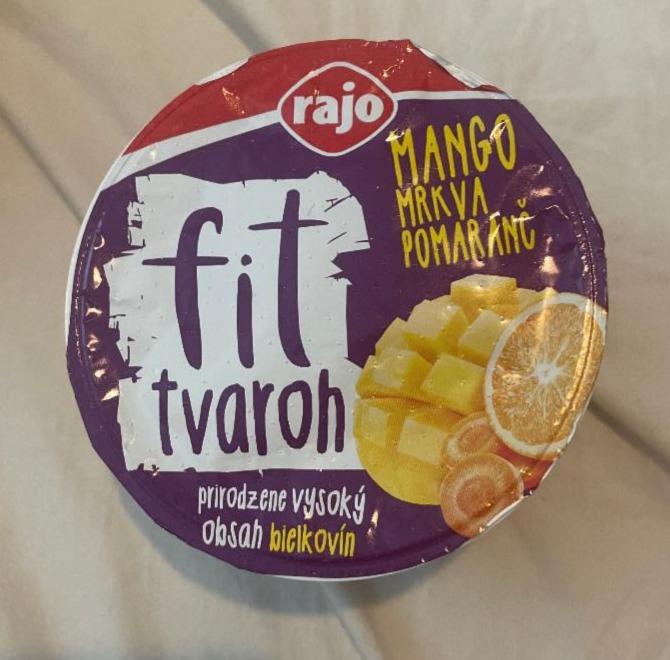 rajo
MANGO
MRKVA
POMARANČ
fit
tvaroh
prirodzene vysoký
obsah bielkovín